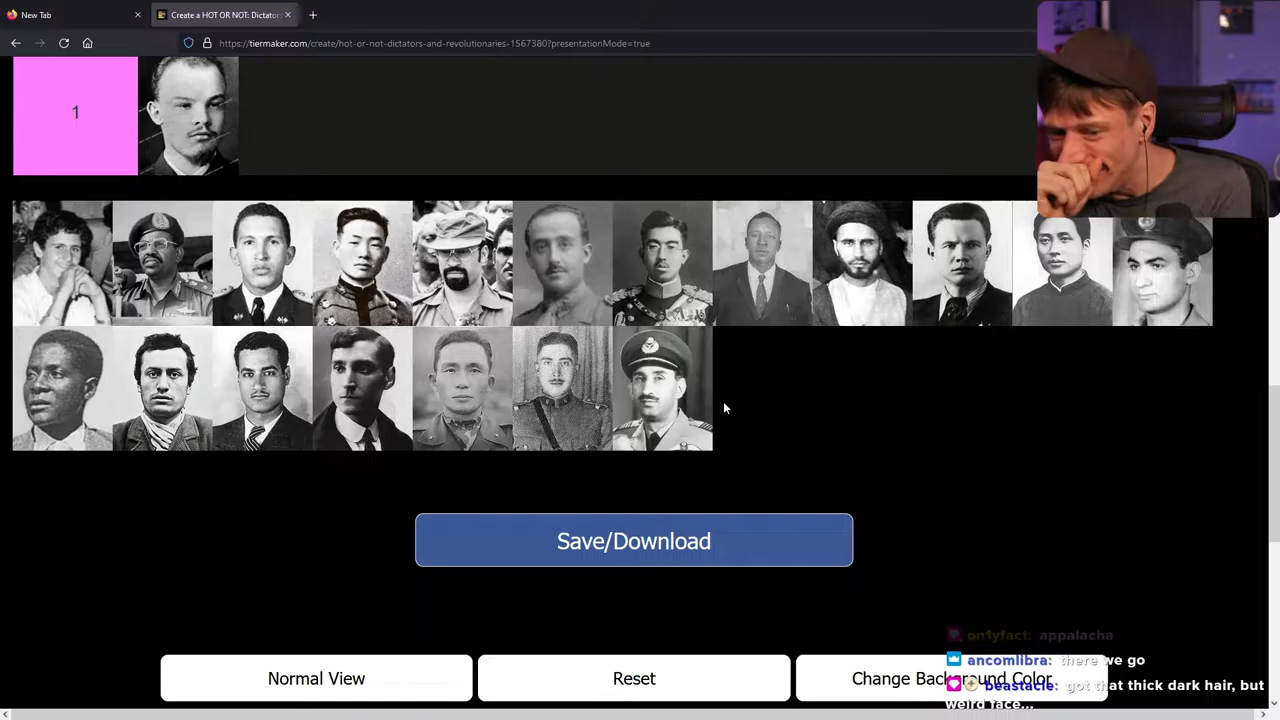 New Tab
Create a HOT OR NOT: Dictator
https://tiermaker.com/create/hot-or-not-dictators-and-revolutionaries-1567380?presentationMode=true
1
Save/Download
Normal View
Reset
Change Background Color
on1yfact: appalacha
ancomlibra: there we go
beastacle: got that thick dark hair, but
weird face...